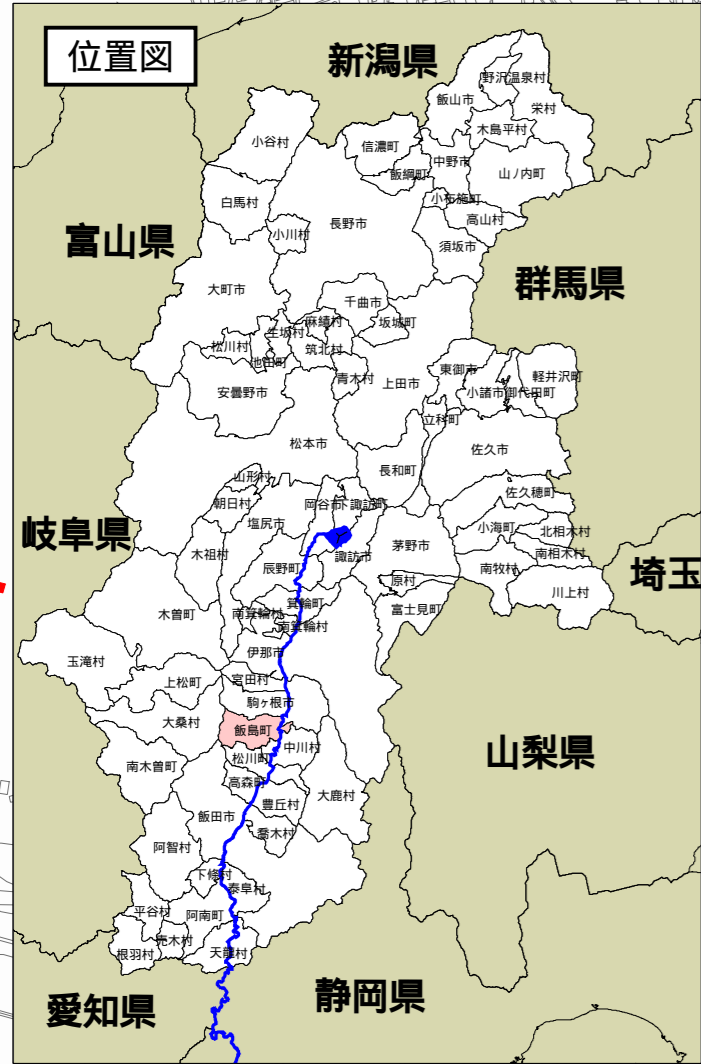 位置図
新潟県
野沢温泉村
飯山市
栄村
木島平村
小谷村
信濃町
中野市
飯綱町
山ノ内町
白馬村
小布施町
高山村
長野市
小川村
須坂市
富山県
群馬県
大町市
千曲市
麻績村
坂城町
生坂村
松川村
筑北村
池田町
東御市
軽井沢町
青木村
上田市
安曇野市
小諸市
御代田町
立科町
松本市
佐久市
長和町
山形村
佐久穂町
朝日村
岡谷市
下諏訪町
塩尻市
小海町
北相木村
岐阜県
茅野市
南相木村
木祖村
諏訪市
辰野町
南牧村
埼玉
原村
川上村
箕輪町
富士見町
木曽町
南箕輪村
南箕輪村
伊那市
玉滝村
宮田村
上松町
駒ヶ根市
大桑村
飯島町
中川村
山梨県
松川町
南木曽町
高森町
大鹿村
豊丘村
飯田市
喬木村
阿智村
下條村
泰阜村
平谷村
阿南町
売木村
根羽村
天龍村
静岡県
愛知県